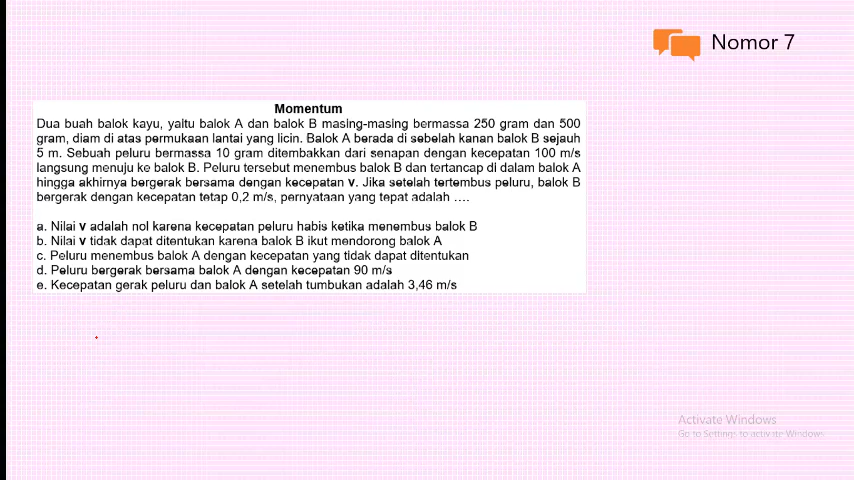 Nomor 7
Momentum
Dua buah balok kayu, yaitu balok A dan balok B masing-masing bermassa 250 gram dan 500
gram, diam di atas permukaan lantai yang licin. Balok A berada di sebelah kanan balok B sejauh
5 m. Sebuah peluru bermassa 10 gram ditembakkan dari senapan dengan kecepatan 100 m/s
langsung menuju ke balok B. Peluru tersebut menembus balok B dan tertancap di dalam balok A
hingga akhirnya bergerak bersama dengan kecepatan v. Jika setelah tertembus peluru, balok B
bergerak dengan kecepatan tetap 0,2 m/s, pernyataan yang tepat adalah ....
a. Nilai v adalah nol karena kecepatan peluru habis ketika menembus balok B
b. Nilai v tidak dapat ditentukan karena balok B ikut mendorong balok A
c. Peluru menembus balok A dengan kecepatan yang tidak dapat ditentukan
d. Peluru bergerak bersama balok A dengan kecepatan 90 m/s
e. Kecepatan gerak peluru dan balok A setelah tumbukan adalah 3,46 m/s
Activate Windows
Go to Settings to activate Windows.